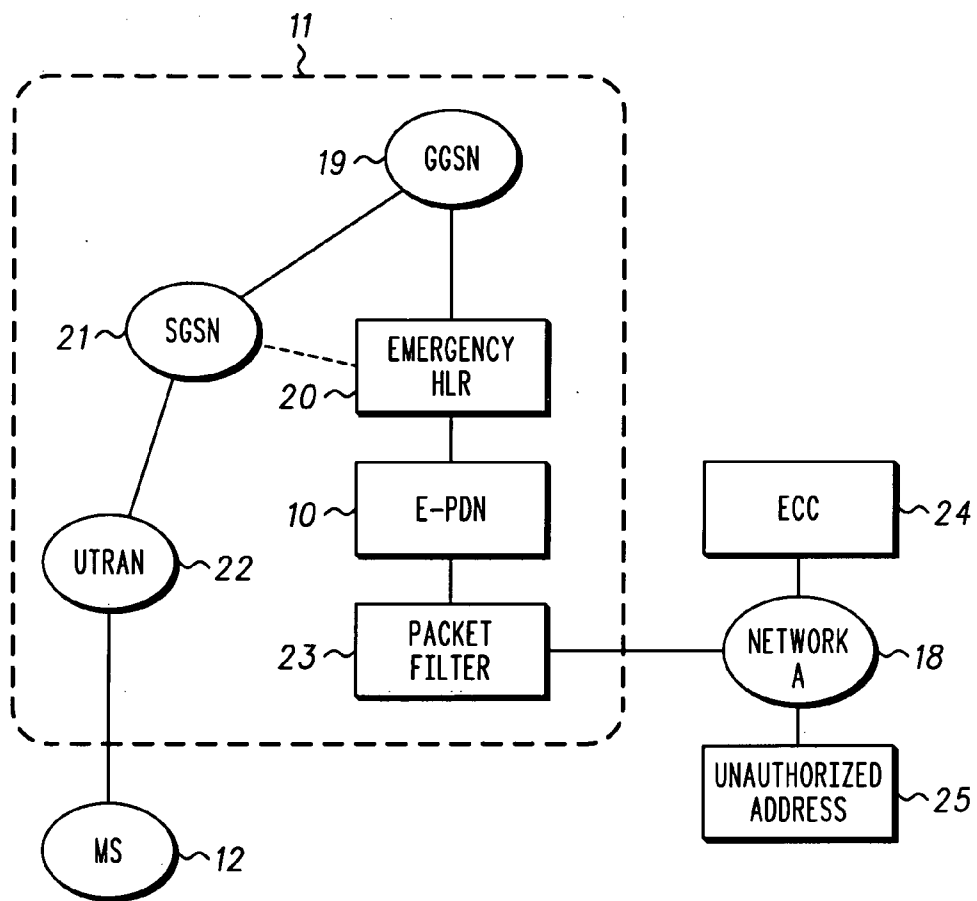 11
19
GGSN
21
SGSN
EMERGENCY
HLR
20
10
E-PDN
ECC
24
UTRAN
22
23
PACKET
FILTER
NETWORK
A
18
UNAUTHORIZED
ADDRESS
25
MS
12